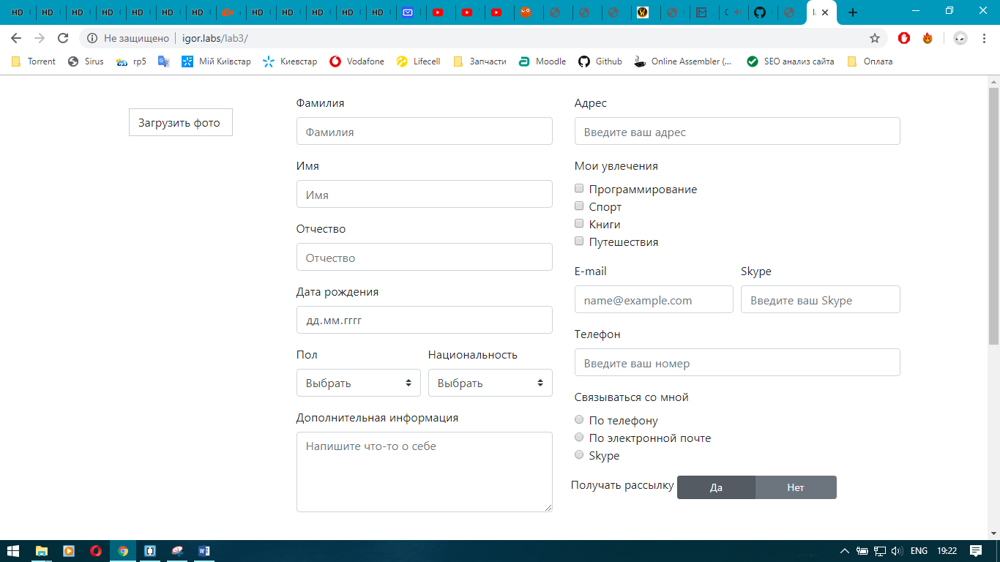 HD HD HD HD HD HD HD HD HD HD HD HD
la
Не защищено igor.labs/lab3/
Torrent Sirus rp5 Мій Київстар Киевстар Vodafone Lifecell Запчасти Moodle Github Online Assembler (... SEO анализ сайта Оплата
Загрузить фото
Фамилия
Фамилия
Имя
Имя
Отчество
Отчество
Дата рождения
дд.мм.гггг
Пол Национальность
Выбрать Выбрать
Дополнительная информация
Напишите что-то о себе
Адрес
Введите ваш адрес
Мои увлечения
Программирование
Спорт
Книги
Путешествия
E-mail Skype
name@example.com Введите ваш Skype
Телефон
Введите ваш номер
Связываться со мной
По телефону
По электронной почте
Skype
Получать рассылку Да Нет
ENG 19:22